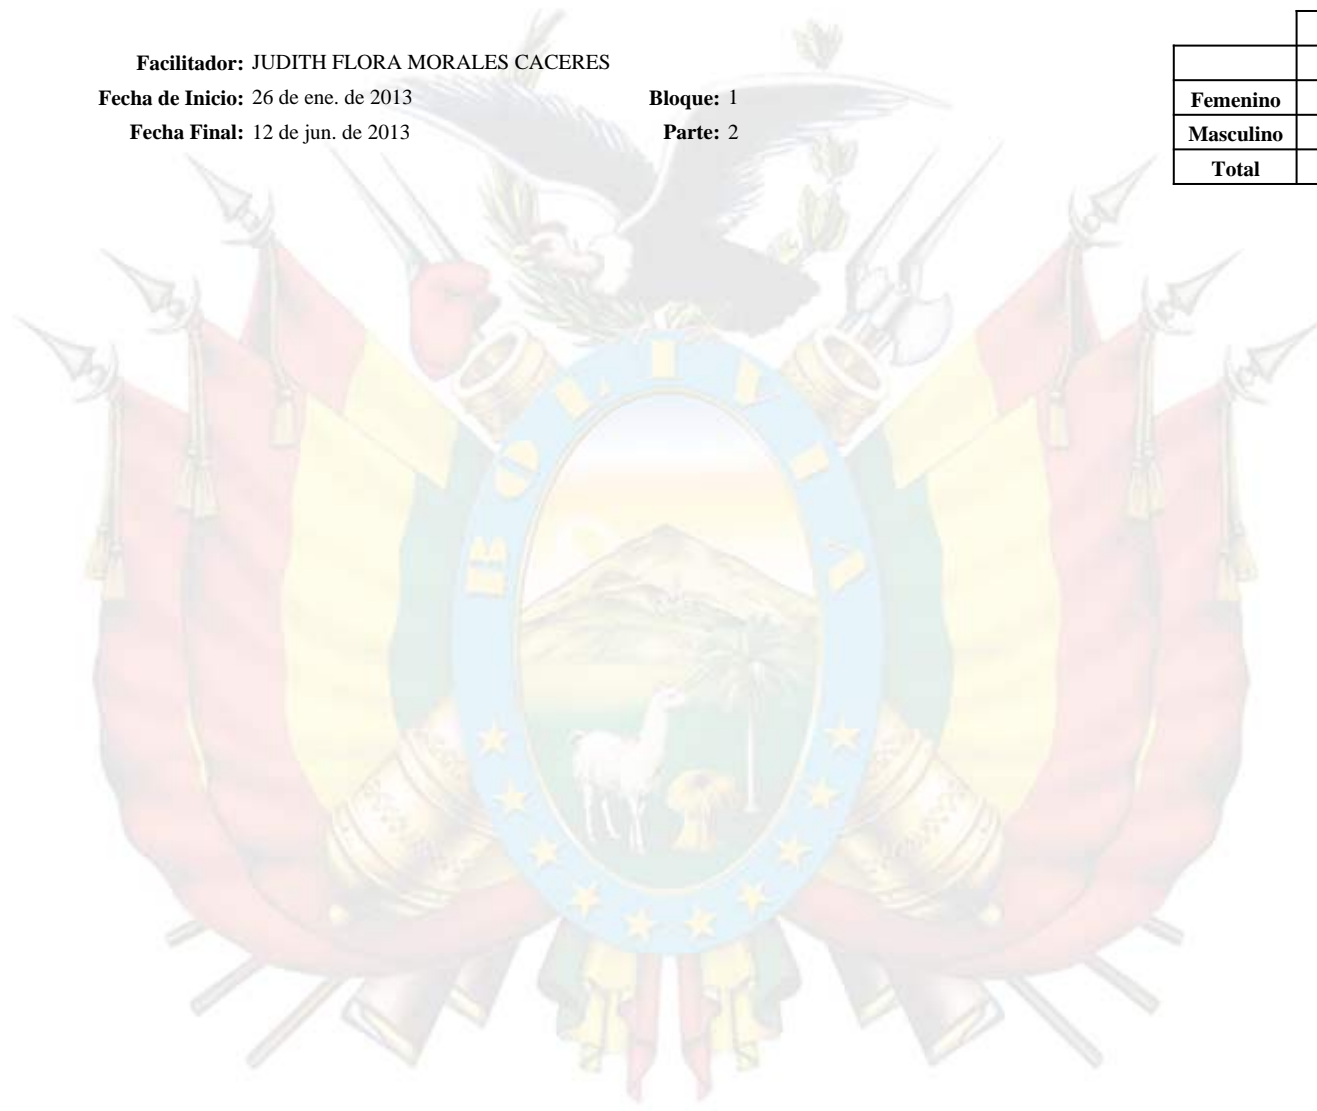 Facilitador: JUDITH FLORA MORALES CACERES
Fecha de Inicio: 26 de ene. de 2013 Bloque: 1
Fecha Final: 12 de jun. de 2013 Parte: 2
Femenino
Masculino
Total
BOLIVIA